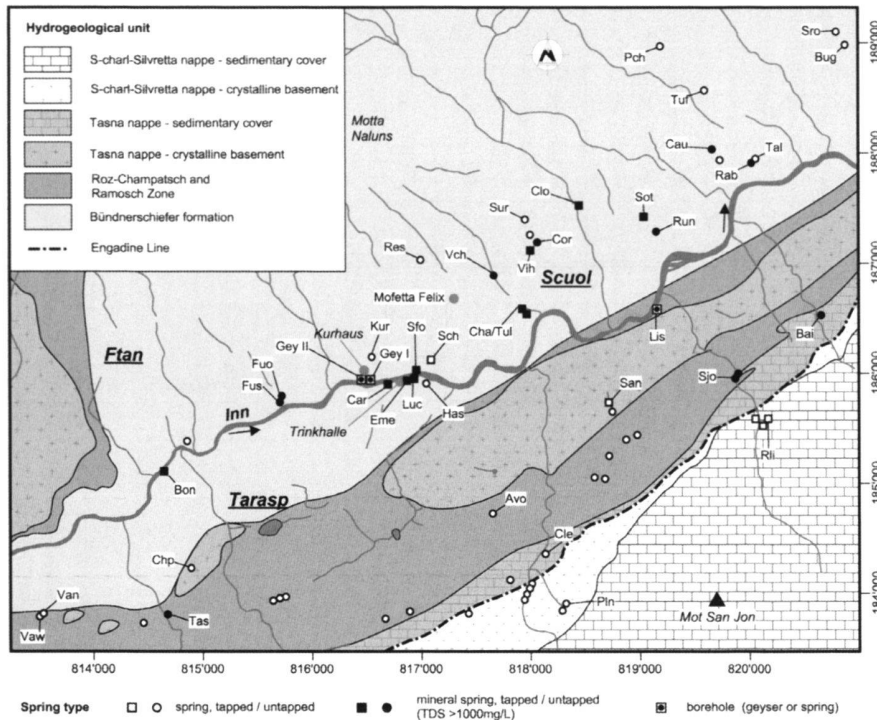 Hydrogeological unit
S-charl-Silvretta nappe - sedimentary cover
S-charl-Silvretta nappe - crystalline basement
Tasna nappe - sedimentary cover
Tasna nappe - crystalline basement
Roz-Champatsch and
Ramosch Zone
Bündnerschiefer formation
Engadine Line
Sro
Bug
Pch
Tur
Motta
Naluns
Cau
Tal
Rab
Clo
Sot
Sur
Run
Cor
Res
Vch
Vih
Scuol
Mofetta Felix
Cha/Tul
Lis
Bai
Kurhaus
Kur
Sfo
Sch
Gey II
Gey I
Ftan
Fuo
Fus
Car
Eme
Luc
Has
San
Sjo
Inn
Trinkhalle
Rli
Bon
Tarasp
Avo
Chp
Cle
Van
Vaw
Tas
Pln
Mot San Jon
189'000
188'000
187'000
186'000
185'000
184'000
814'000
815'000
816'000
817'000
818'000
819'000
820'000
Spring type
spring, tapped / untapped
mineral spring, tapped / untapped
(TDS >1000mg/L)
borehole (geyser or spring)